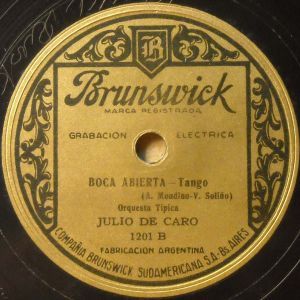 B
Brunswick
MARCA REGISTRADA
GRABACION ELECTRICA
BOCA ABIERTA - Tango
(A. Mondino-V. Soliño)
Orquesta Típica
JULIO DE CARO
1201 B
FABRICACION ARGENTINA
COMPAÑIA BRUNSWICK SUDAMERICANA S.A-Bs.AIRES